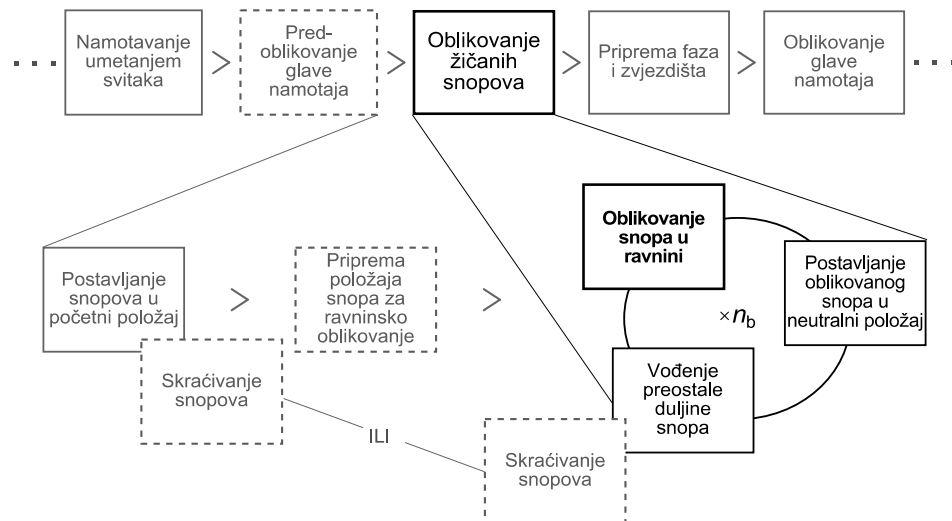 Namotavanje
umetanjem
svitaka
Pred-
oblikovanje
glave
namotaja
Oblikovanje
žičanih
snopova
Priprema faza
i zvjezdišta
Oblikovanje
glave
namotaja
Postavljanje
snopova u
početni položaj
Priprema
položaja
snopa za
ravninsko
oblikovanje
Oblikovanje
snopa u
ravnini
Postavljanje
oblikovanog
snopa u
neutralni položaj
×nb
Vođenje
preostale
duljine
snopa
Skraćivanje
snopova
ILI
Skraćivanje
snopova